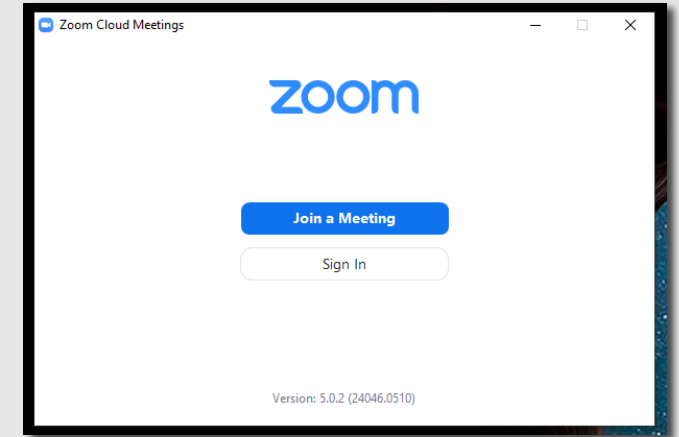 Zoom Cloud Meetings
zoom
Join a Meeting
Sign In
Version: 5.0.2 (24046.0510)